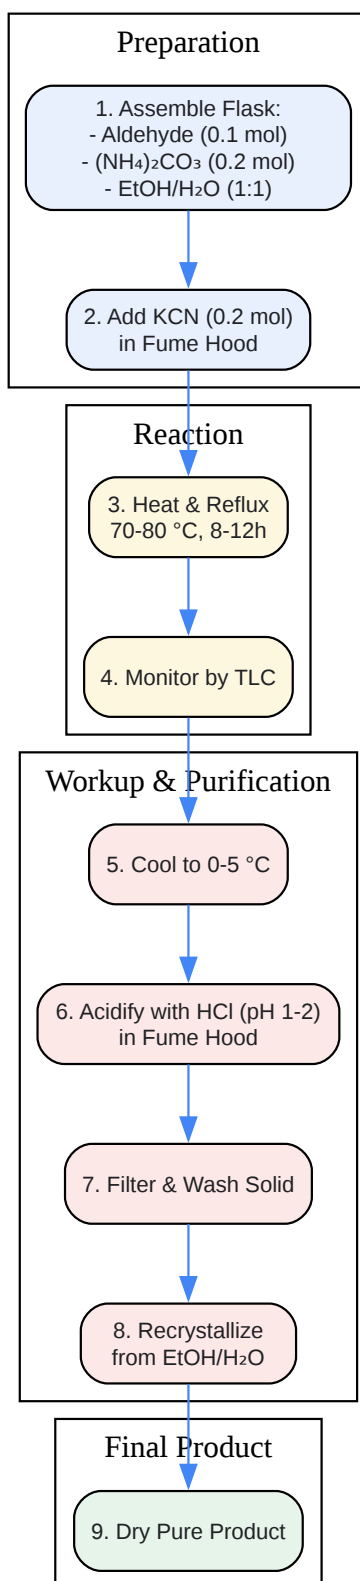 Preparation
1. Assemble Flask:
- Aldehyde (0.1 mol)
- (NH₄)₂CO₃ (0.2 mol)
- EtOH/H₂O (1:1)
2. Add KCN (0.2 mol)
in Fume Hood
Reaction
3. Heat & Reflux
70-80 °C, 8-12h
4. Monitor by TLC
Workup & Purification
5. Cool to 0-5 °C
6. Acidify with HCl (pH 1-2)
in Fume Hood
7. Filter & Wash Solid
8. Recrystallize
from EtOH/H₂O
Final Product
9. Dry Pure Product